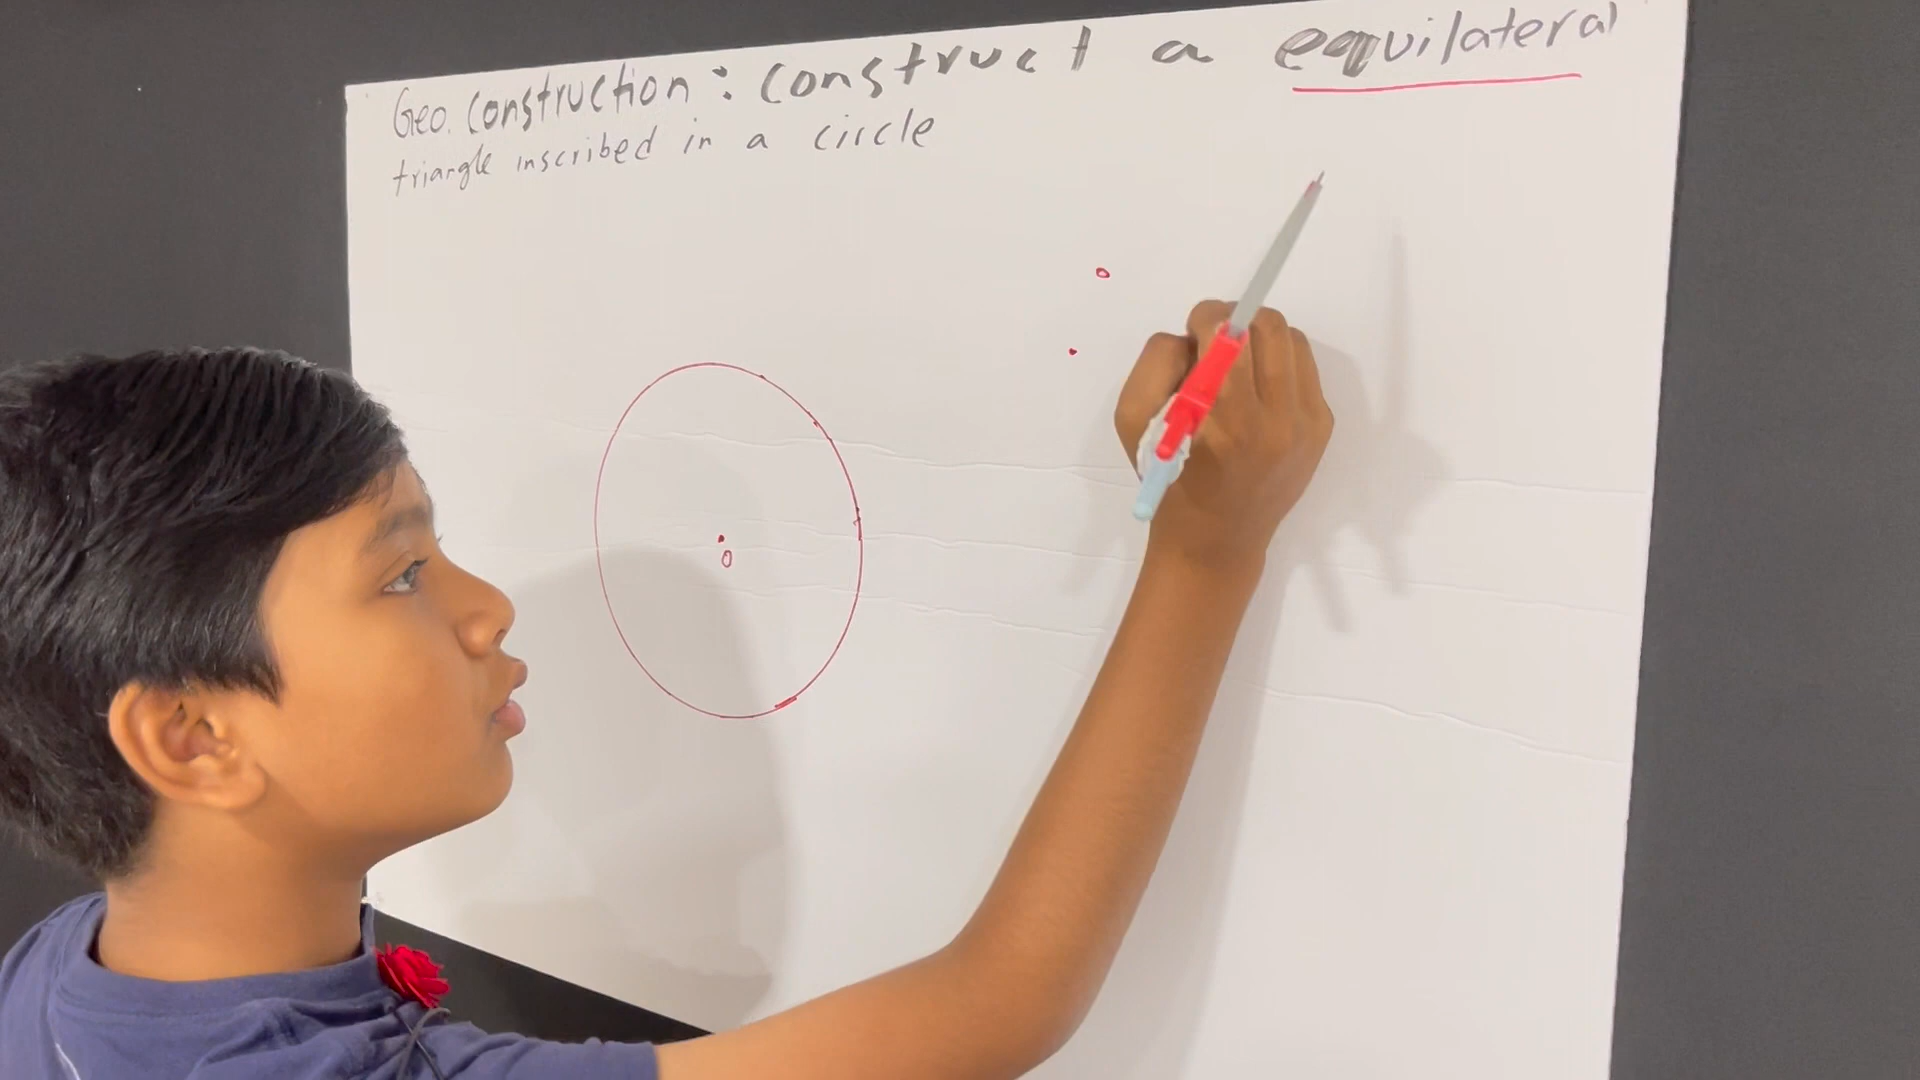 Geo. Construction: construct a equilateral
triangle inscribed in a circle
O